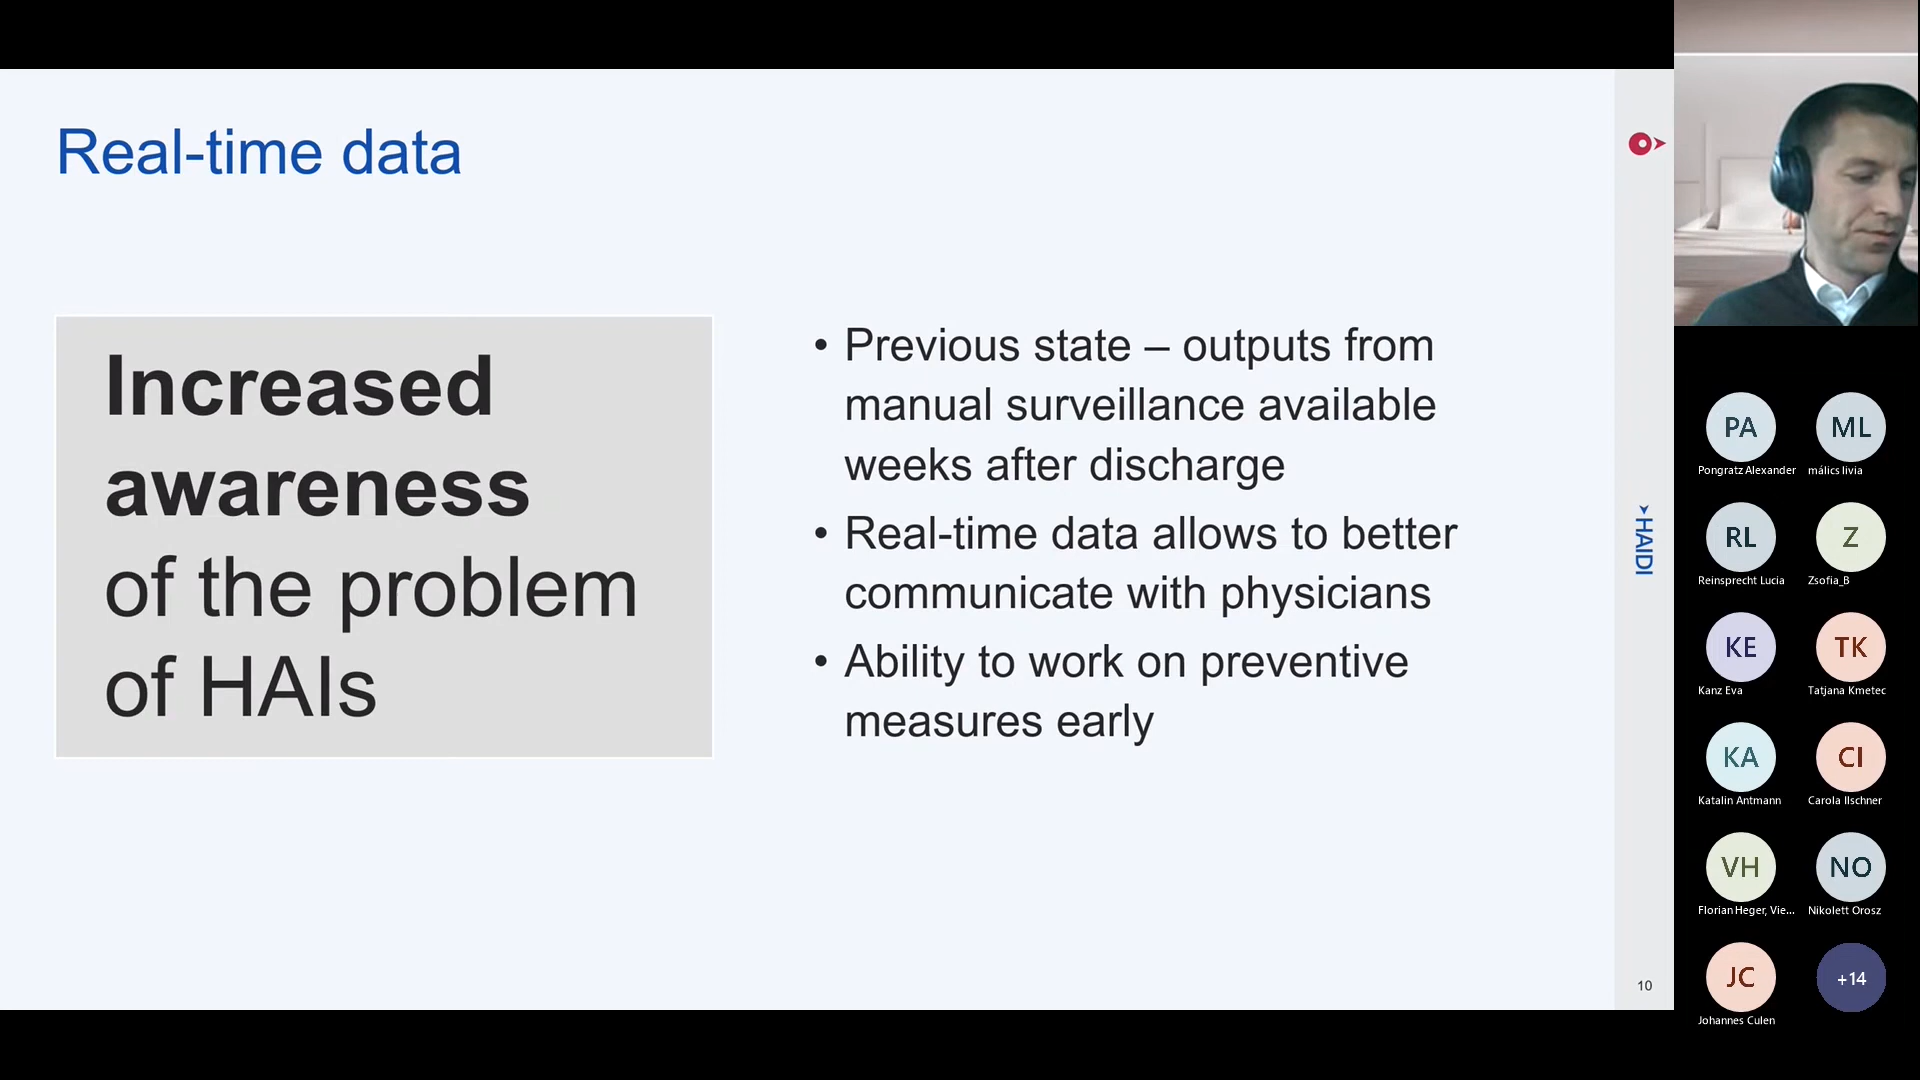 Real-time data
Increased
awareness
of the problem
of HAIs
• Previous state – outputs from
manual surveillance available
weeks after discharge
• Real-time data allows to better
communicate with physicians
• Ability to work on preventive
measures early
HAIDI
10
PA
Pongratz Alexander
ML
málics lívia
RL
Reinsprecht Lucia
Z
Zsofia_B
KE
Kanz Eva
TK
Tatjana Kmetec
KA
Katalin Antmann
CI
Carola Ilschner
VH
Florian Heger, Vie...
NO
Nikolett Orosz
JC
Johannes Culen
+14